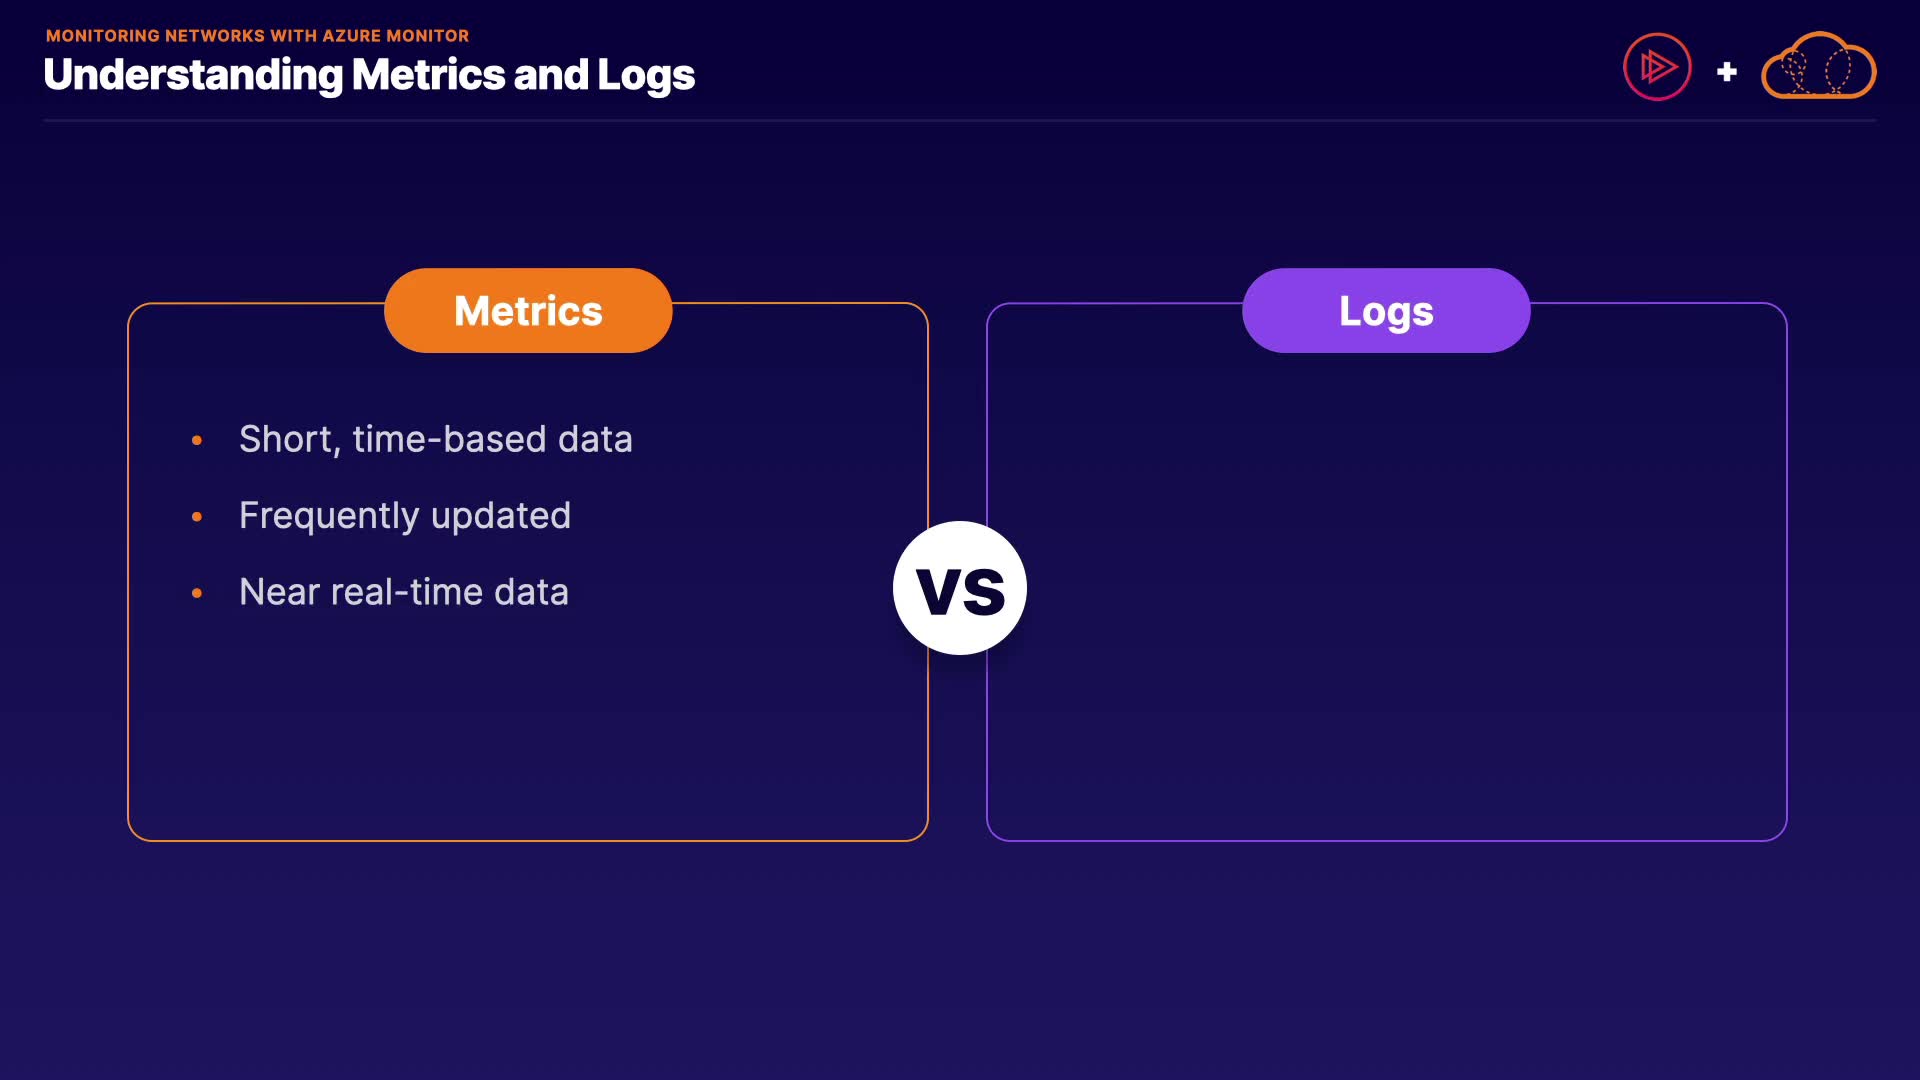 MONITORING NETWORKS WITH AZURE MONITOR
Understanding Metrics and Logs
+
Metrics
• Short, time-based data
• Frequently updated
• Near real-time data
VS
Logs